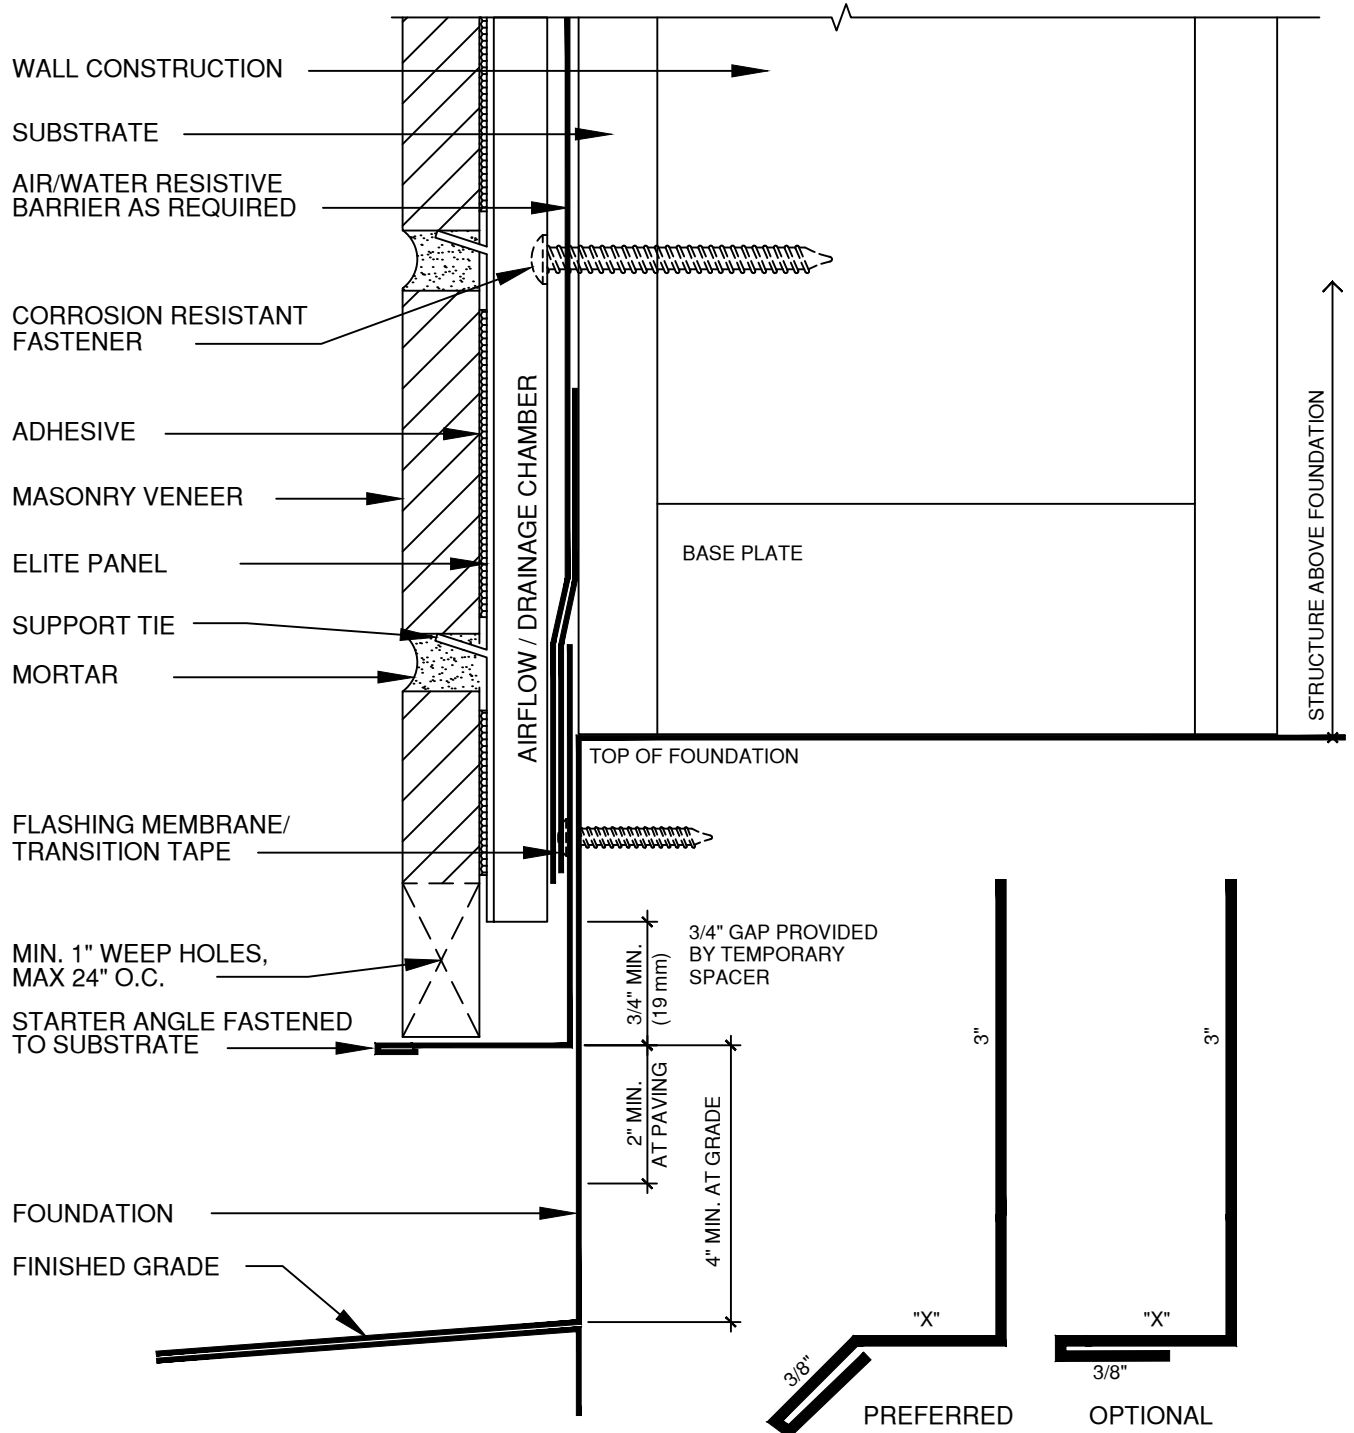 WALL CONSTRUCTION
SUBSTRATE
AIR/WATER RESISTIVE
BARRIER AS REQUIRED
CORROSION RESISTANT
FASTENER
ADHESIVE
MASONRY VENEER
ELITE PANEL
SUPPORT TIE
MORTAR
FLASHING MEMBRANE/
TRANSITION TAPE
MIN. 1" WEEP HOLES,
MAX 24" O.C.
STARTER ANGLE FASTENED
TO SUBSTRATE
FOUNDATION
FINISHED GRADE
AIRFLOW / DRAINAGE CHAMBER
BASE PLATE
STRUCTURE ABOVE FOUNDATION
TOP OF FOUNDATION
3/4" GAP PROVIDED
BY TEMPORARY
SPACER
3/4" MIN.
(19 mm)
2" MIN.
AT PAVING
4" MIN. AT GRADE
3"
"X"
3/8"
PREFERRED
3"
"X"
3/8"
OPTIONAL